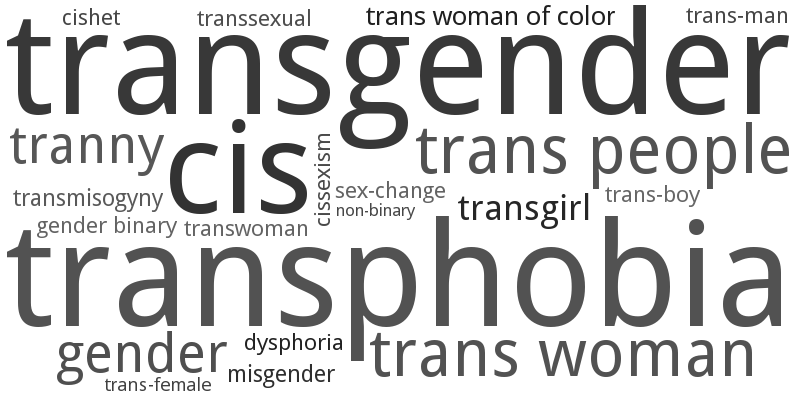 cishet
transsexual
trans woman of color
trans-man
transgender
tranny
cis
trans people
cissexism
sex-change
transmisogyny
non-binary
transgirl
trans-boy
gender binary
transwoman
transphobia
gender
dysphoria
trans woman
misgender
trans-female